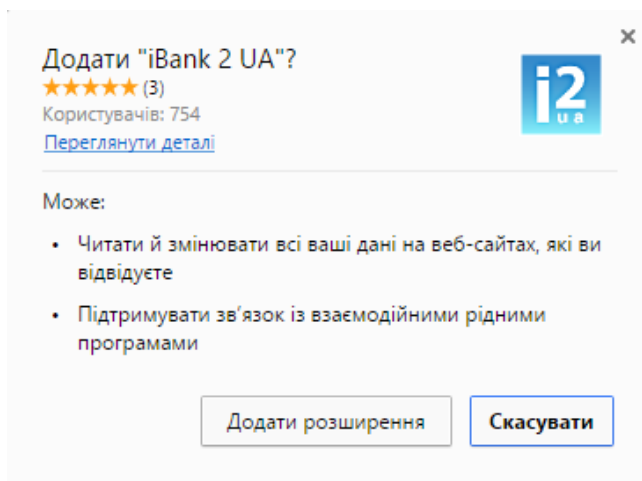 Додати "iBank 2 UA"?
(3)
Користувачів: 754
Переглянути деталі
i2
ua
Може:
• Читати й змінювати всі ваші дані на веб-сайтах, які ви
відвідуєте
• Підтримувати зв’язок із взаємодійними рідними
програмами
Додати розширення
Скасувати